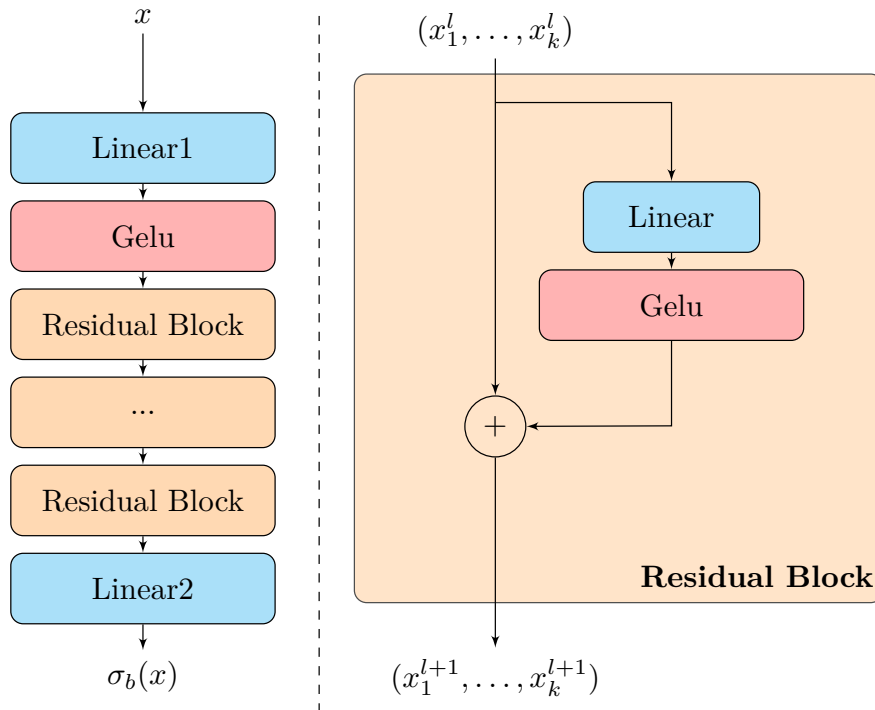 x
Linear1
Gelu
Residual Block
...
Residual Block
Linear2
σ_b(x)
(x_1^l, . . . , x_k^l)
Linear
Gelu
+
Residual Block
(x_1^{l+1}, . . . , x_k^{l+1})